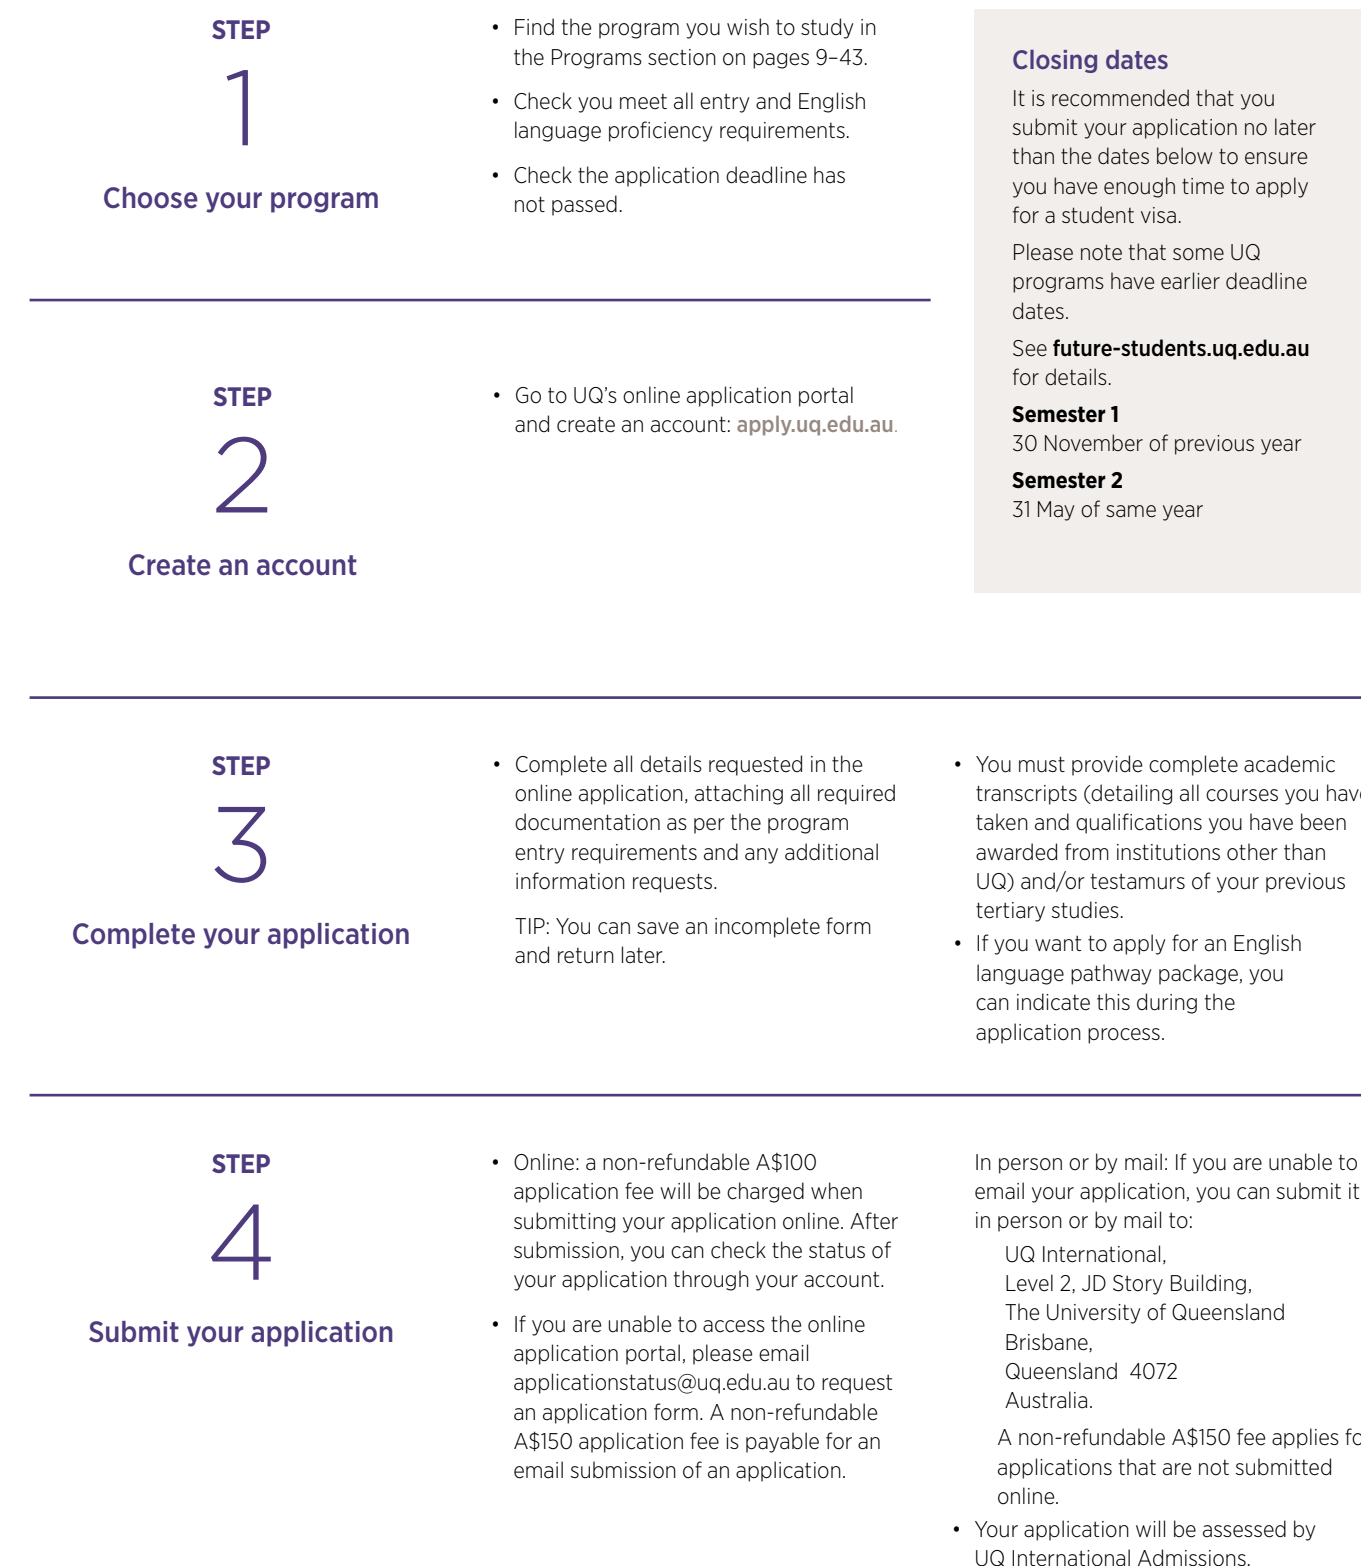 STEP
1
Choose your program
• Find the program you wish to study in
the Programs section on pages 9–43.
• Check you meet all entry and English
language proficiency requirements.
• Check the application deadline has
not passed.
Closing dates
It is recommended that you
submit your application no later
than the dates below to ensure
you have enough time to apply
for a student visa.
Please note that some UQ
programs have earlier deadline
dates.
See future-students.uq.edu.au
for details.
Semester 1
30 November of previous year
Semester 2
31 May of same year
STEP
2
Create an account
• Go to UQ’s online application portal
and create an account: apply.uq.edu.au.
STEP
3
Complete your application
• Complete all details requested in the
online application, attaching all required
documentation as per the program
entry requirements and any additional
information requests.
TIP: You can save an incomplete form
and return later.
• You must provide complete academic
transcripts (detailing all courses you have
taken and qualifications you have been
awarded from institutions other than
UQ) and/or testamurs of your previous
tertiary studies.
• If you want to apply for an English
language pathway package, you
can indicate this during the
application process.
STEP
4
Submit your application
• Online: a non-refundable A$100
application fee will be charged when
submitting your application online. After
submission, you can check the status of
your application through your account.
• If you are unable to access the online
application portal, please email
applicationstatus@uq.edu.au to request
an application form. A non-refundable
A$150 application fee is payable for an
email submission of an application.
In person or by mail: If you are unable to
email your application, you can submit it
in person or by mail to:
UQ International,
Level 2, JD Story Building,
The University of Queensland
Brisbane,
Queensland 4072
Australia.
A non-refundable A$150 fee applies fo
applications that are not submitted
online.
• Your application will be assessed by
UQ International Admissions.